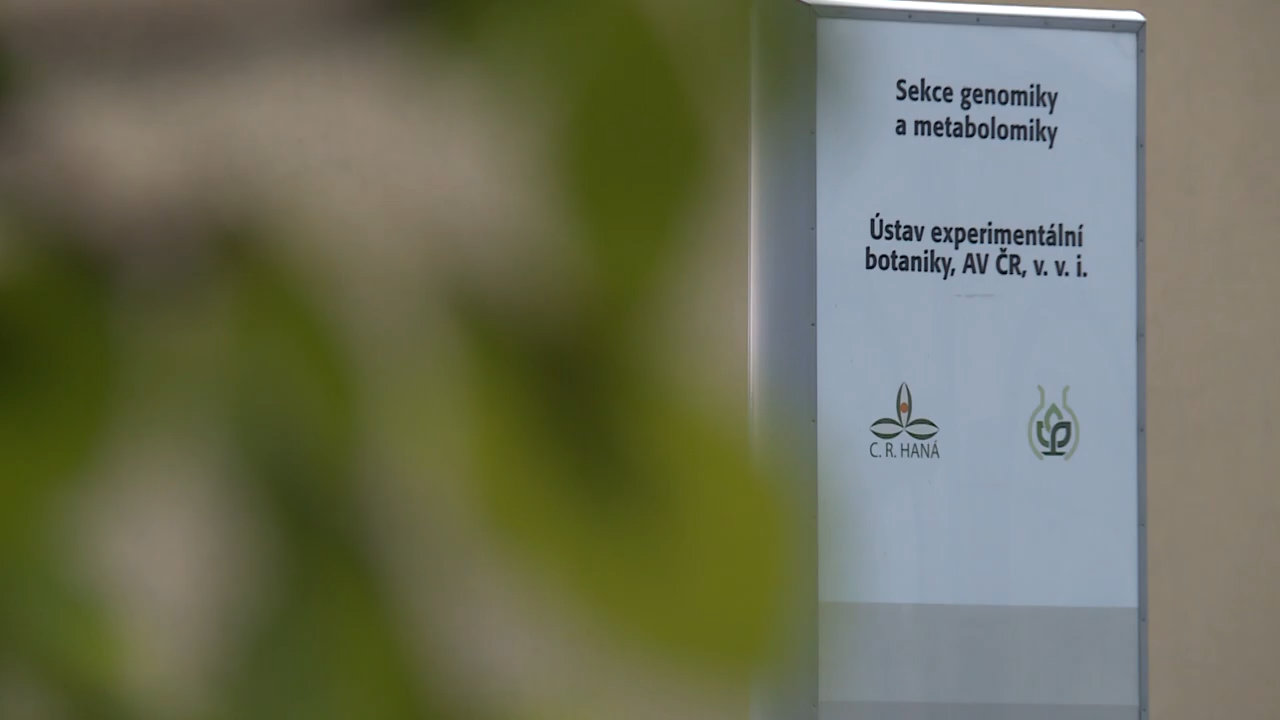 Sekce genomiky
a metabolomiky
Ústav experimentální
botaniky, AV ČR, v. v. i.
C. R. HANÁ